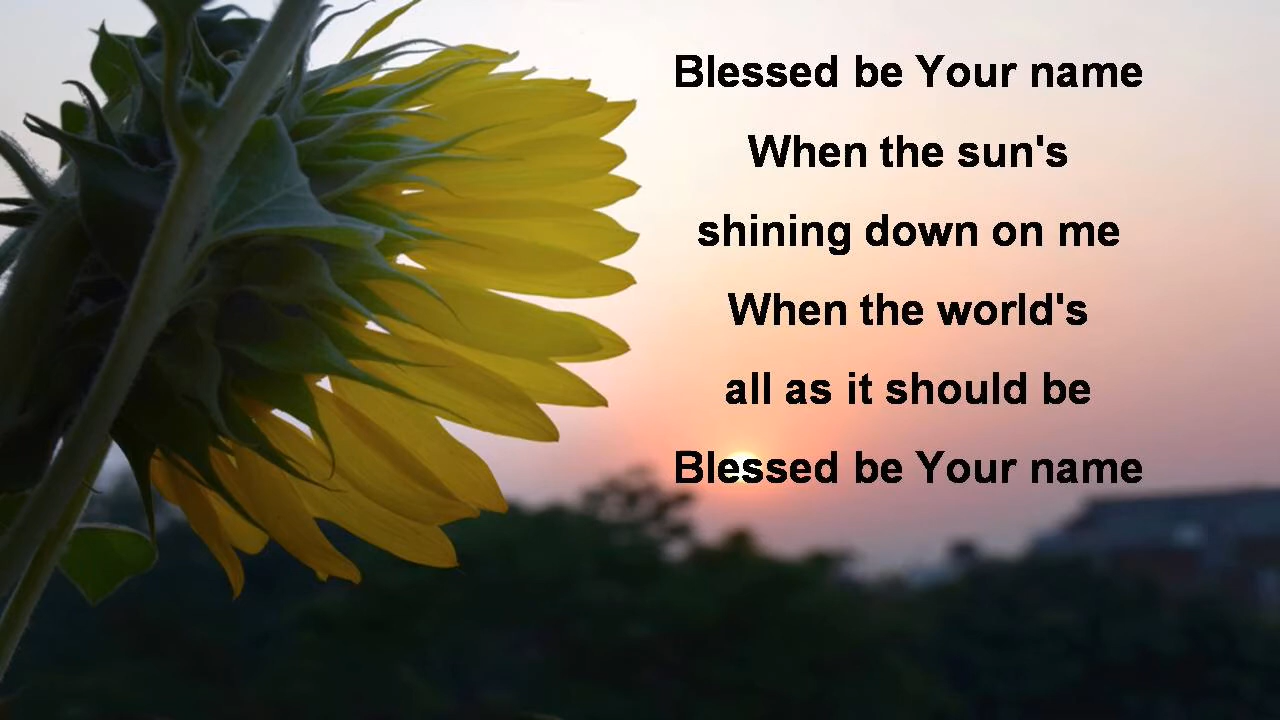 Blessed be Your name
When the sun's
shining down on me
When the world's
all as it should be
Blessed be Your name